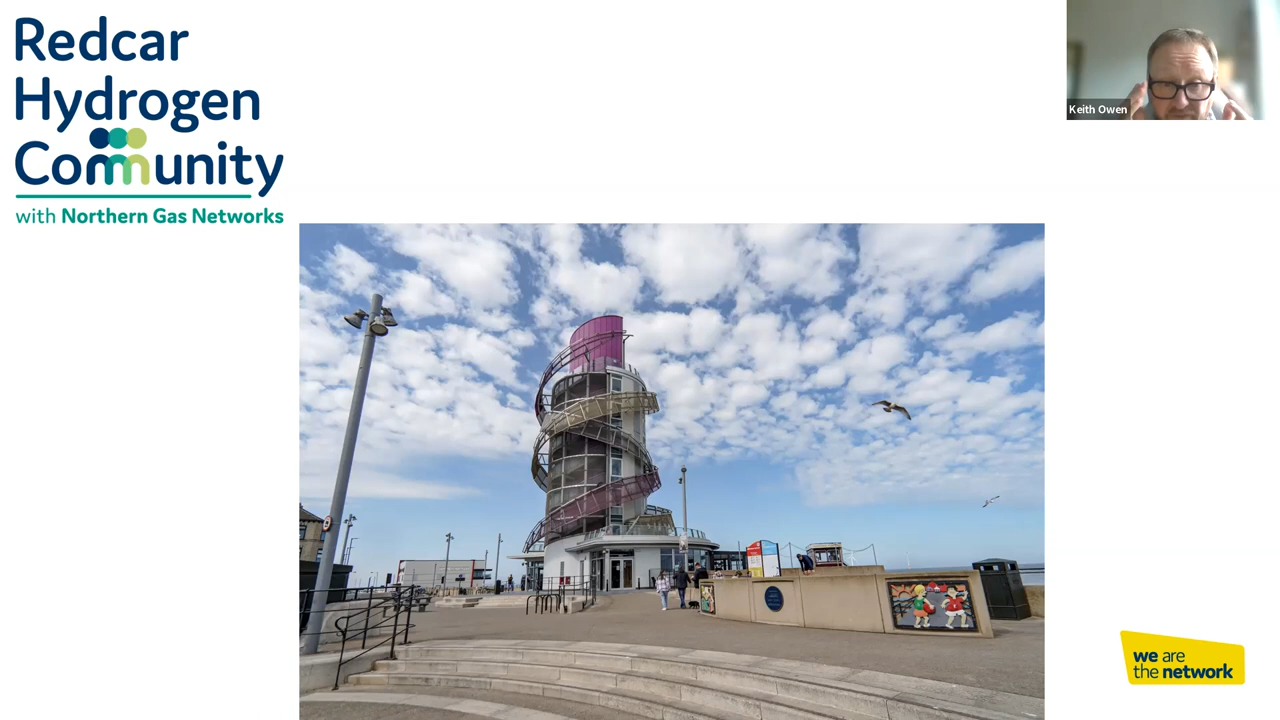 Redcar
Hydrogen
Community
with Northern Gas Networks
Keith Owen
we are
the network